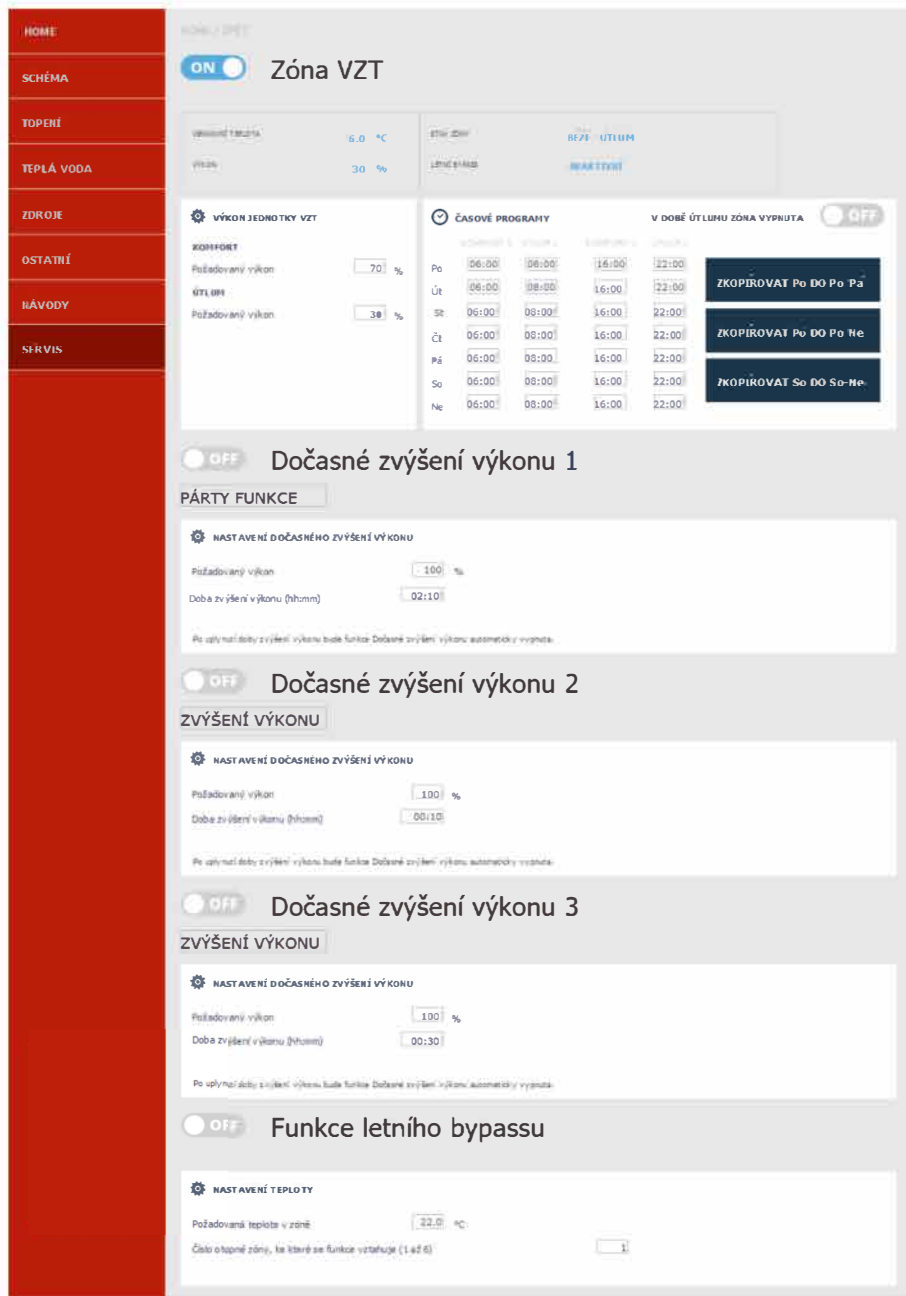 HOME
SCHÉMA
TOPENÍ
TEPLÁ VODA
ZDROJE
OSTATNÍ
NÁVODY
SERVIS
ON Zóna VZT
6.0 °C
ÚTLUM
30 %
VÝKON JEDNOTKY VZT
KOMFORT
Požadovaný výkon 70 %
ÚTLUM
Požadovaný výkon 30 %
ČASOVÉ PROGRAMY V DOBĚ ÚTLUMU ZÓNA VYPNUTA OFF
Po 06:00 08:00 16:00 22:00
Út 06:00 08:00 16:00 22:00
St 06:00 08:00 16:00 22:00
Čt 06:00 08:00 16:00 22:00
Pá 06:00 08:00 16:00 22:00
So 06:00 08:00 16:00 22:00
Ne 06:00 08:00 16:00 22:00
ZKOPÍROVAT Po DO Po Pá
ZKOPÍROVAT Po DO Po Ne
ZKOPÍROVAT So DO So-Ne
OFF Dočasné zvýšení výkonu 1
PÁRTY FUNKCE
NASTAVENÍ DOČASNÉHO ZVÝŠENÍ VÝKONU
Požadovaný výkon 100 %
Doba zvýšení výkonu (hh:mm) 02:10
Po uplynutí doby zvýšení výkonu bude funkce Dočasné zvýšení výkonu automaticky vypnuta.
OFF Dočasné zvýšení výkonu 2
ZVÝŠENÍ VÝKONU
NASTAVENÍ DOČASNÉHO ZVÝŠENÍ VÝKONU
Požadovaný výkon 100 %
Doba zvýšení výkonu (hh:mm) 00:10
Po uplynutí doby zvýšení výkonu bude funkce Dočasné zvýšení výkonu automaticky vypnuta.
OFF Dočasné zvýšení výkonu 3
ZVÝŠENÍ VÝKONU
NASTAVENÍ DOČASNÉHO ZVÝŠENÍ VÝKONU
Požadovaný výkon 100 %
Doba zvýšení výkonu (hh:mm) 00:30
Po uplynutí doby zvýšení výkonu bude funkce Dočasné zvýšení výkonu automaticky vypnuta.
OFF Funkce letního bypassu
NASTAVENÍ TEPLOTY
Požadovaná teplota v zóně 22.0 °C
Číslo otopné zóny, ke které se funkce vztahuje (1 až 6) 1